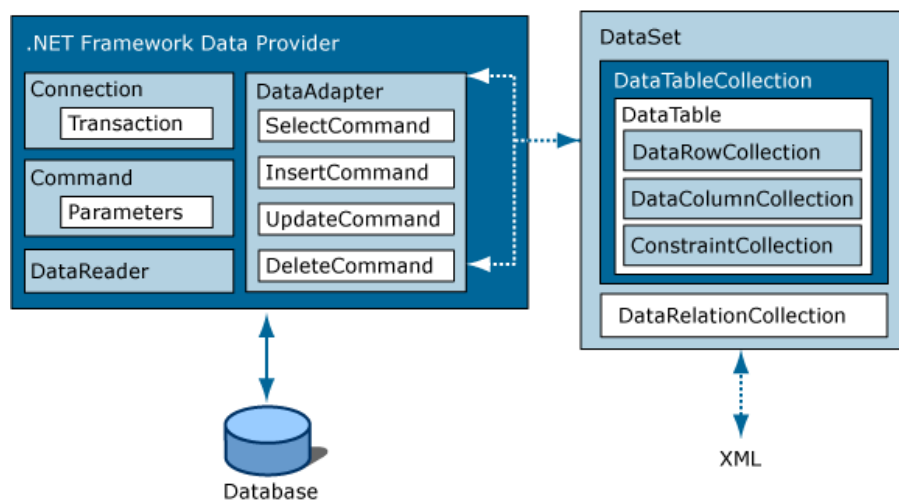 .NET Framework Data Provider
Connection
Transaction
Command
Parameters
DataReader
DataAdapter
SelectCommand
InsertCommand
UpdateCommand
DeleteCommand
Database
DataSet
DataTableCollection
DataTable
DataRowCollection
DataColumnCollection
ConstraintCollection
DataRelationCollection
XML